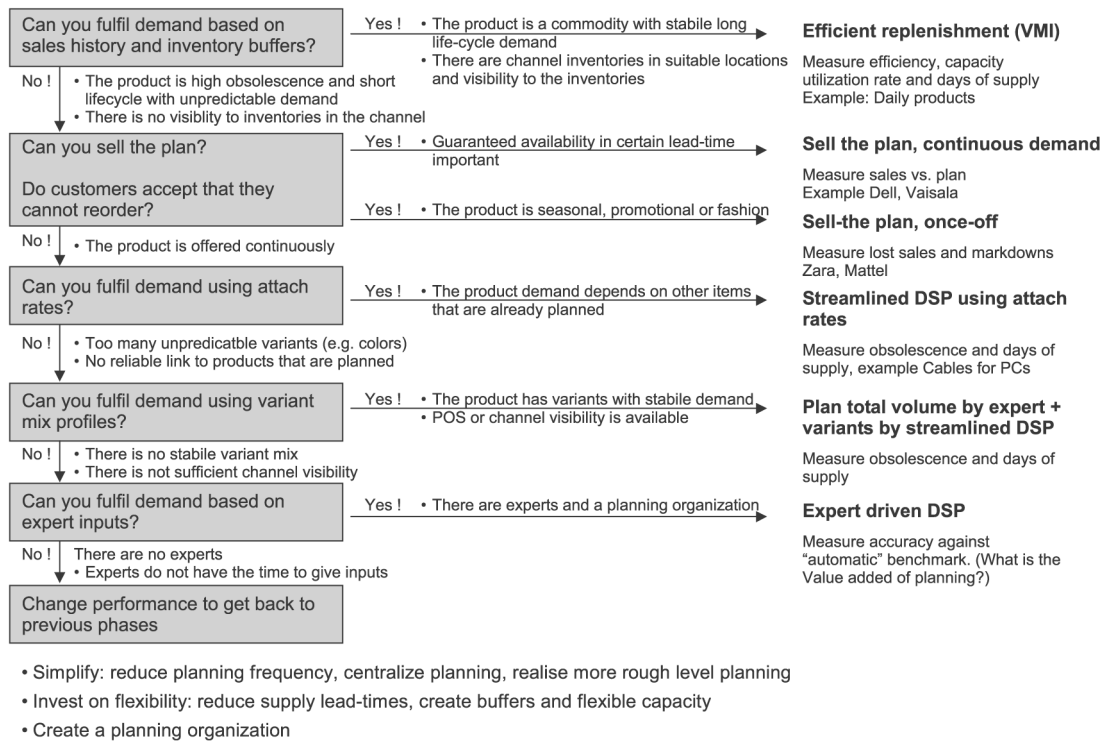 Can you fulfil demand based on
sales history and inventory buffers?
Yes !
• The product is a commodity with stabile long
life-cycle demand
• There are channel inventories in suitable locations
and visibility to the inventories
Efficient replenishment (VMI)
Measure efficiency, capacity
utilization rate and days of supply
Example: Daily products
No !
• The product is high obsolescence and short
lifecycle with unpredictable demand
• There is no visiblity to inventories in the channel
Can you sell the plan?
Do customers accept that they
cannot reorder?
Yes !
• Guaranteed availability in certain lead-time
important
Sell the plan, continuous demand
Measure sales vs. plan
Example Dell, Vaisala
Yes !
• The product is seasonal, promotional or fashion
Sell-the plan, once-off
Measure lost sales and markdowns
Zara, Mattel
No !
• The product is offered continuously
Can you fulfil demand using attach
rates?
Yes !
• The product demand depends on other items
that are already planned
Streamlined DSP using attach
rates
Measure obsolescence and days of
supply, example Cables for PCs
No !
• Too many unpredicatble variants (e.g. colors)
• No reliable link to products that are planned
Can you fulfil demand using variant
mix profiles?
Yes !
• The product has variants with stabile demand
• POS or channel visibility is available
Plan total volume by expert +
variants by streamlined DSP
Measure obsolescence and days of
supply
No !
• There is no stabile variant mix
• There is not sufficient channel visibility
Can you fulfil demand based on
expert inputs?
Yes !
• There are experts and a planning organization
Expert driven DSP
Measure accuracy against
“automatic” benchmark. (What is the
Value added of planning?)
No !
There are no experts
• Experts do not have the time to give inputs
Change performance to get back to
previous phases
• Simplify: reduce planning frequency, centralize planning, realise more rough level planning
• Invest on flexibility: reduce supply lead-times, create buffers and flexible capacity
• Create a planning organization